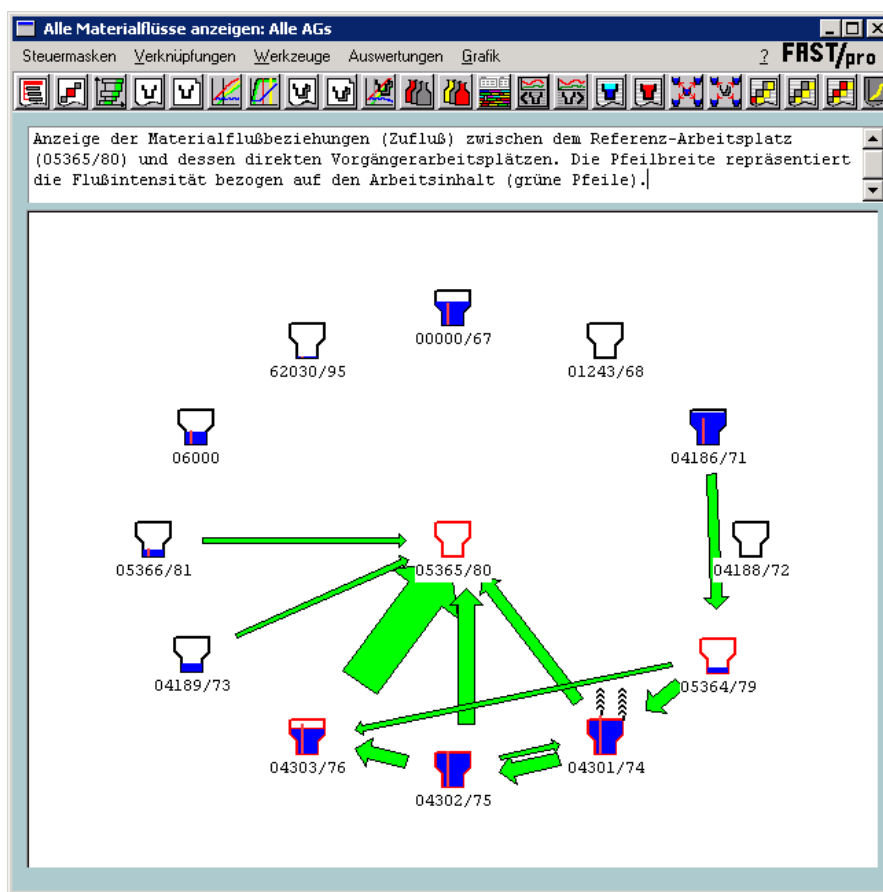 Alle Materialflüsse anzeigen: Alle AGs
Steuermasken Verknüpfungen Werkzeuge Auswertungen Grafik ? FAST/pro
Anzeige der Materialflußbeziehungen (Zufluß) zwischen dem Referenz-Arbeitsplatz
(05365/80) und dessen direkten Vorgängerarbeitsplätzen. Die Pfeilbreite repräsentiert
die Flußintensität bezogen auf den Arbeitsinhalt (grüne Pfeile).
00000/67
62030/95
01243/68
06000
04186/71
05366/81
05365/80
04188/72
04189/73
05364/79
04303/76
04301/74
04302/75